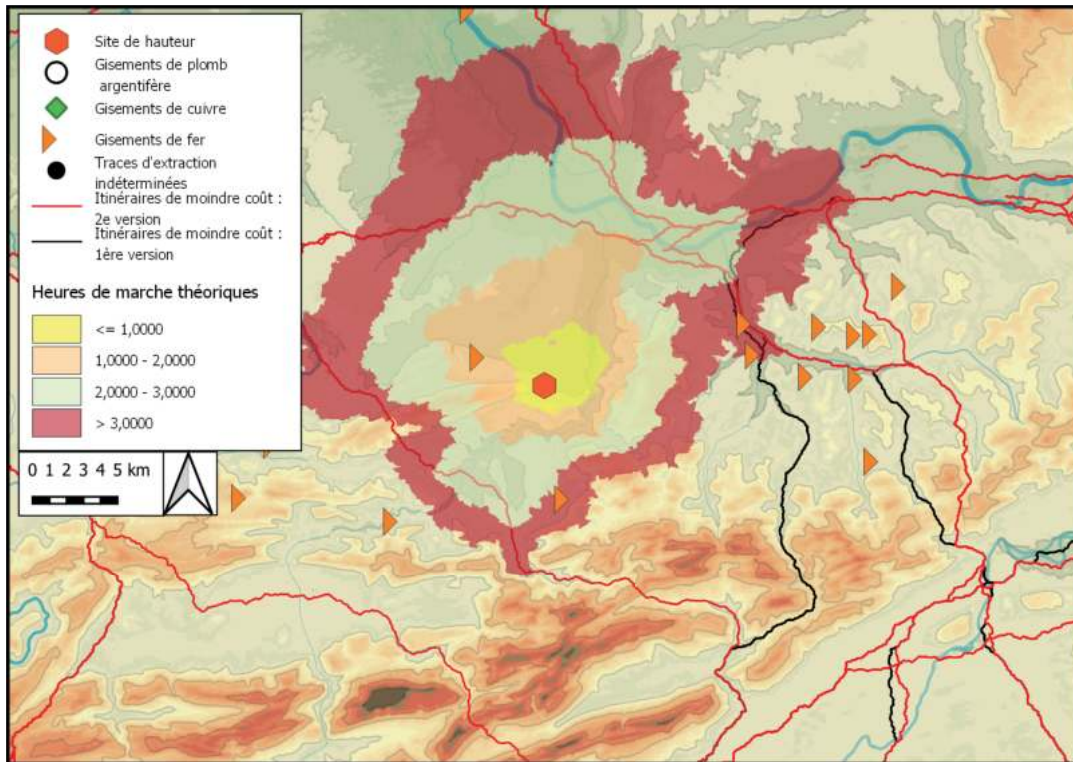 Site de hauteur
Gisements de plomb
argentifère
Gisements de cuivre
Gisements de fer
Traces d'extraction
indéterminées
Itinéraires de moindre coût :
2e version
Itinéraires de moindre coût :
1ère version
Heures de marche théoriques
<= 1,0000
1,0000 - 2,0000
2,0000 - 3,0000
> 3,0000
0 1 2 3 4 5 km